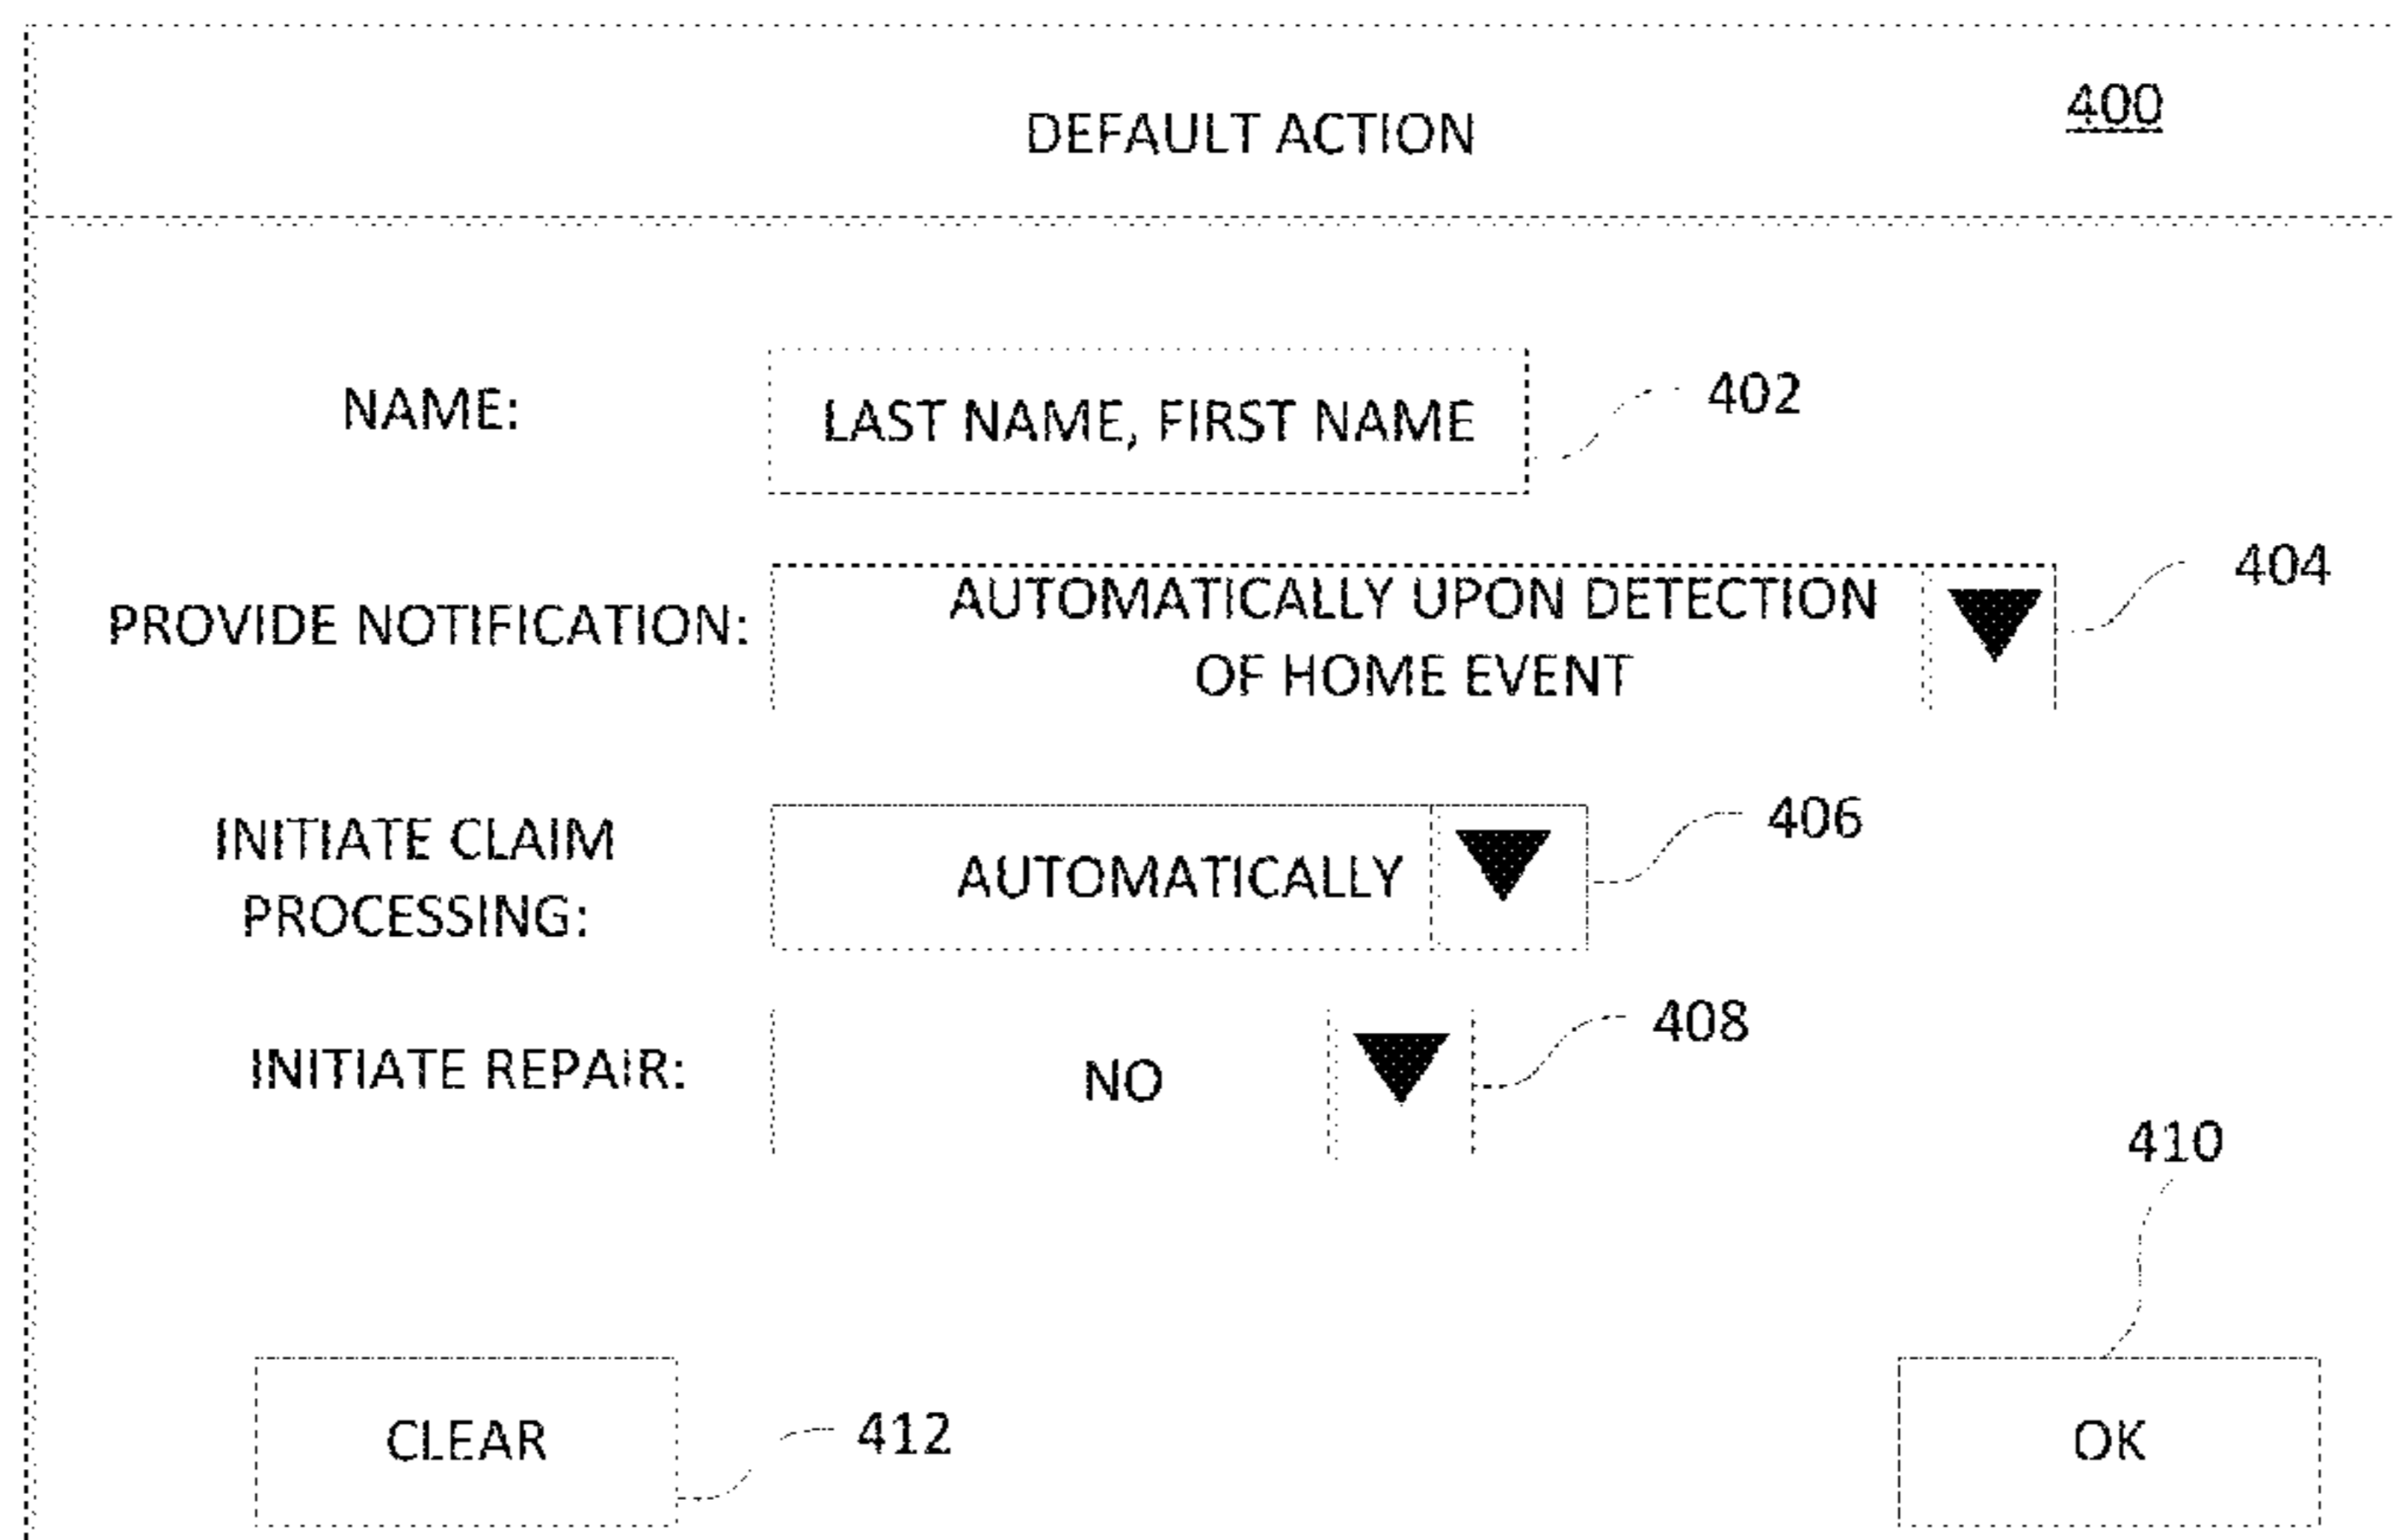 400
DEFAULT ACTION
NAME:
LAST NAME, FIRST NAME
402
PROVIDE NOTIFICATION:
AUTOMATICALLY UPON DETECTION
OF HOME EVENT
404
INITIATE CLAIM
PROCESSING:
AUTOMATICALLY
406
INITIATE REPAIR:
NO
408
410
CLEAR
412
OK